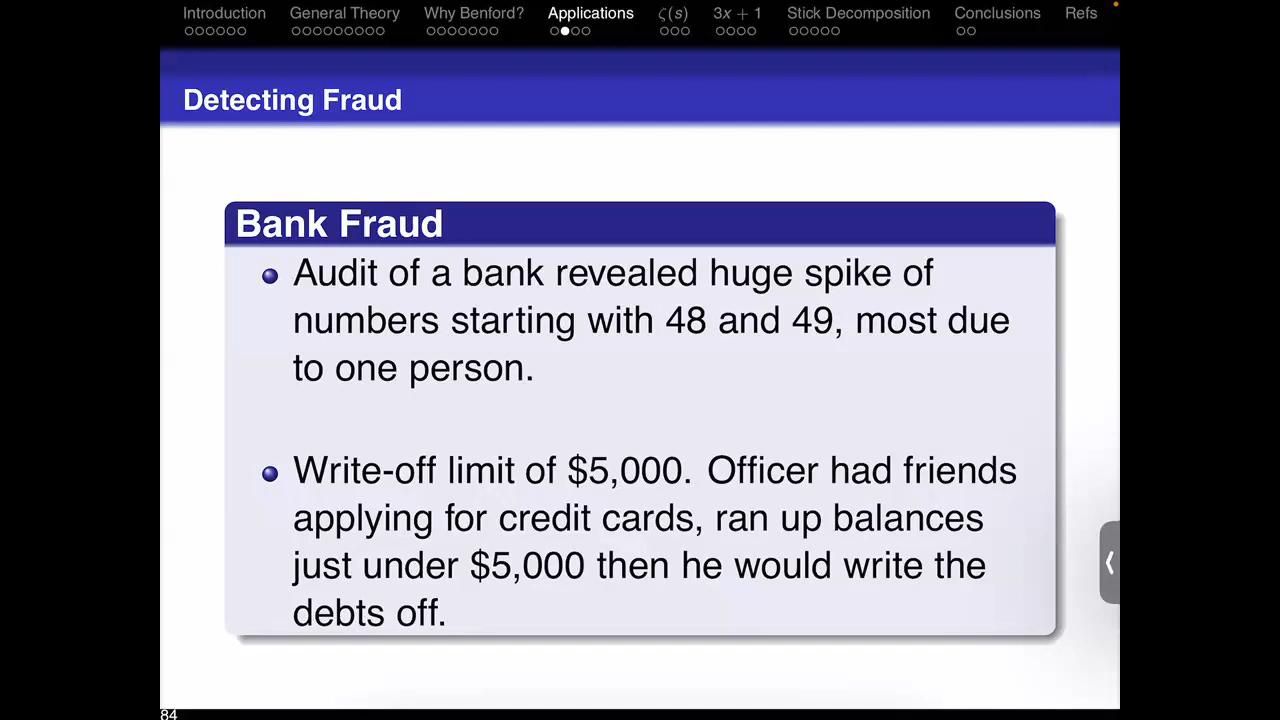 Introduction General Theory Why Benford? Applications ζ(s) 3x + 1 Stick Decomposition Conclusions Refs
Detecting Fraud
Bank Fraud
Audit of a bank revealed huge spike of
numbers starting with 48 and 49, most due
to one person.
Write-off limit of $5,000. Officer had friends
applying for credit cards, ran up balances
just under $5,000 then he would write the
debts off.
84